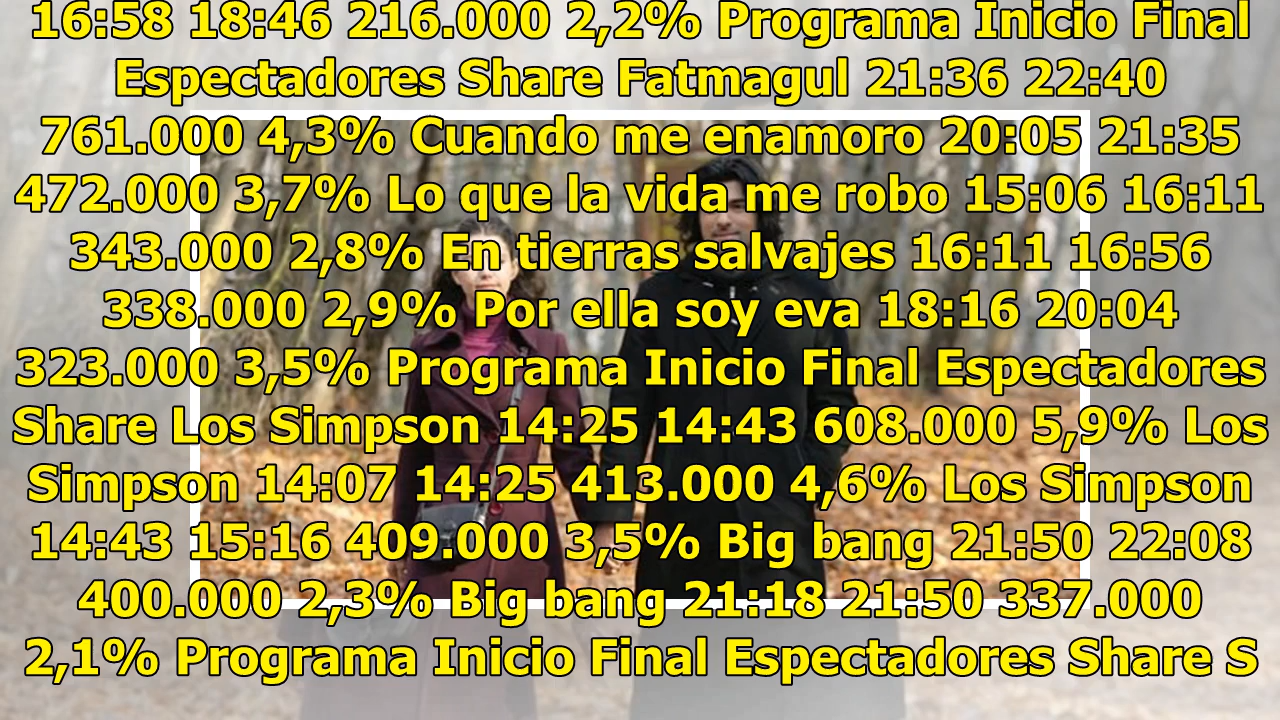 16:58 18:46 216.000 2,2% Programa Inicio Final
Espectadores Share Fatmagul 21:36 22:40
761.000 4,3% Cuando me enamoro 20:05 21:35
472.000 3,7% Lo que la vida me robo 15:06 16:11
343.000 2,8% En tierras salvajes 16:11 16:56
338.000 2,9% Por ella soy eva 18:16 20:04
323.000 3,5% Programa Inicio Final Espectadores
Share Los Simpson 14:25 14:43 608.000 5,9% Los
Simpson 14:07 14:25 413.000 4,6% Los Simpson
14:43 15:16 409.000 3,5% Big bang 21:50 22:08
400.000 2,3% Big bang 21:18 21:50 337.000
2,1% Programa Inicio Final Espectadores Share S